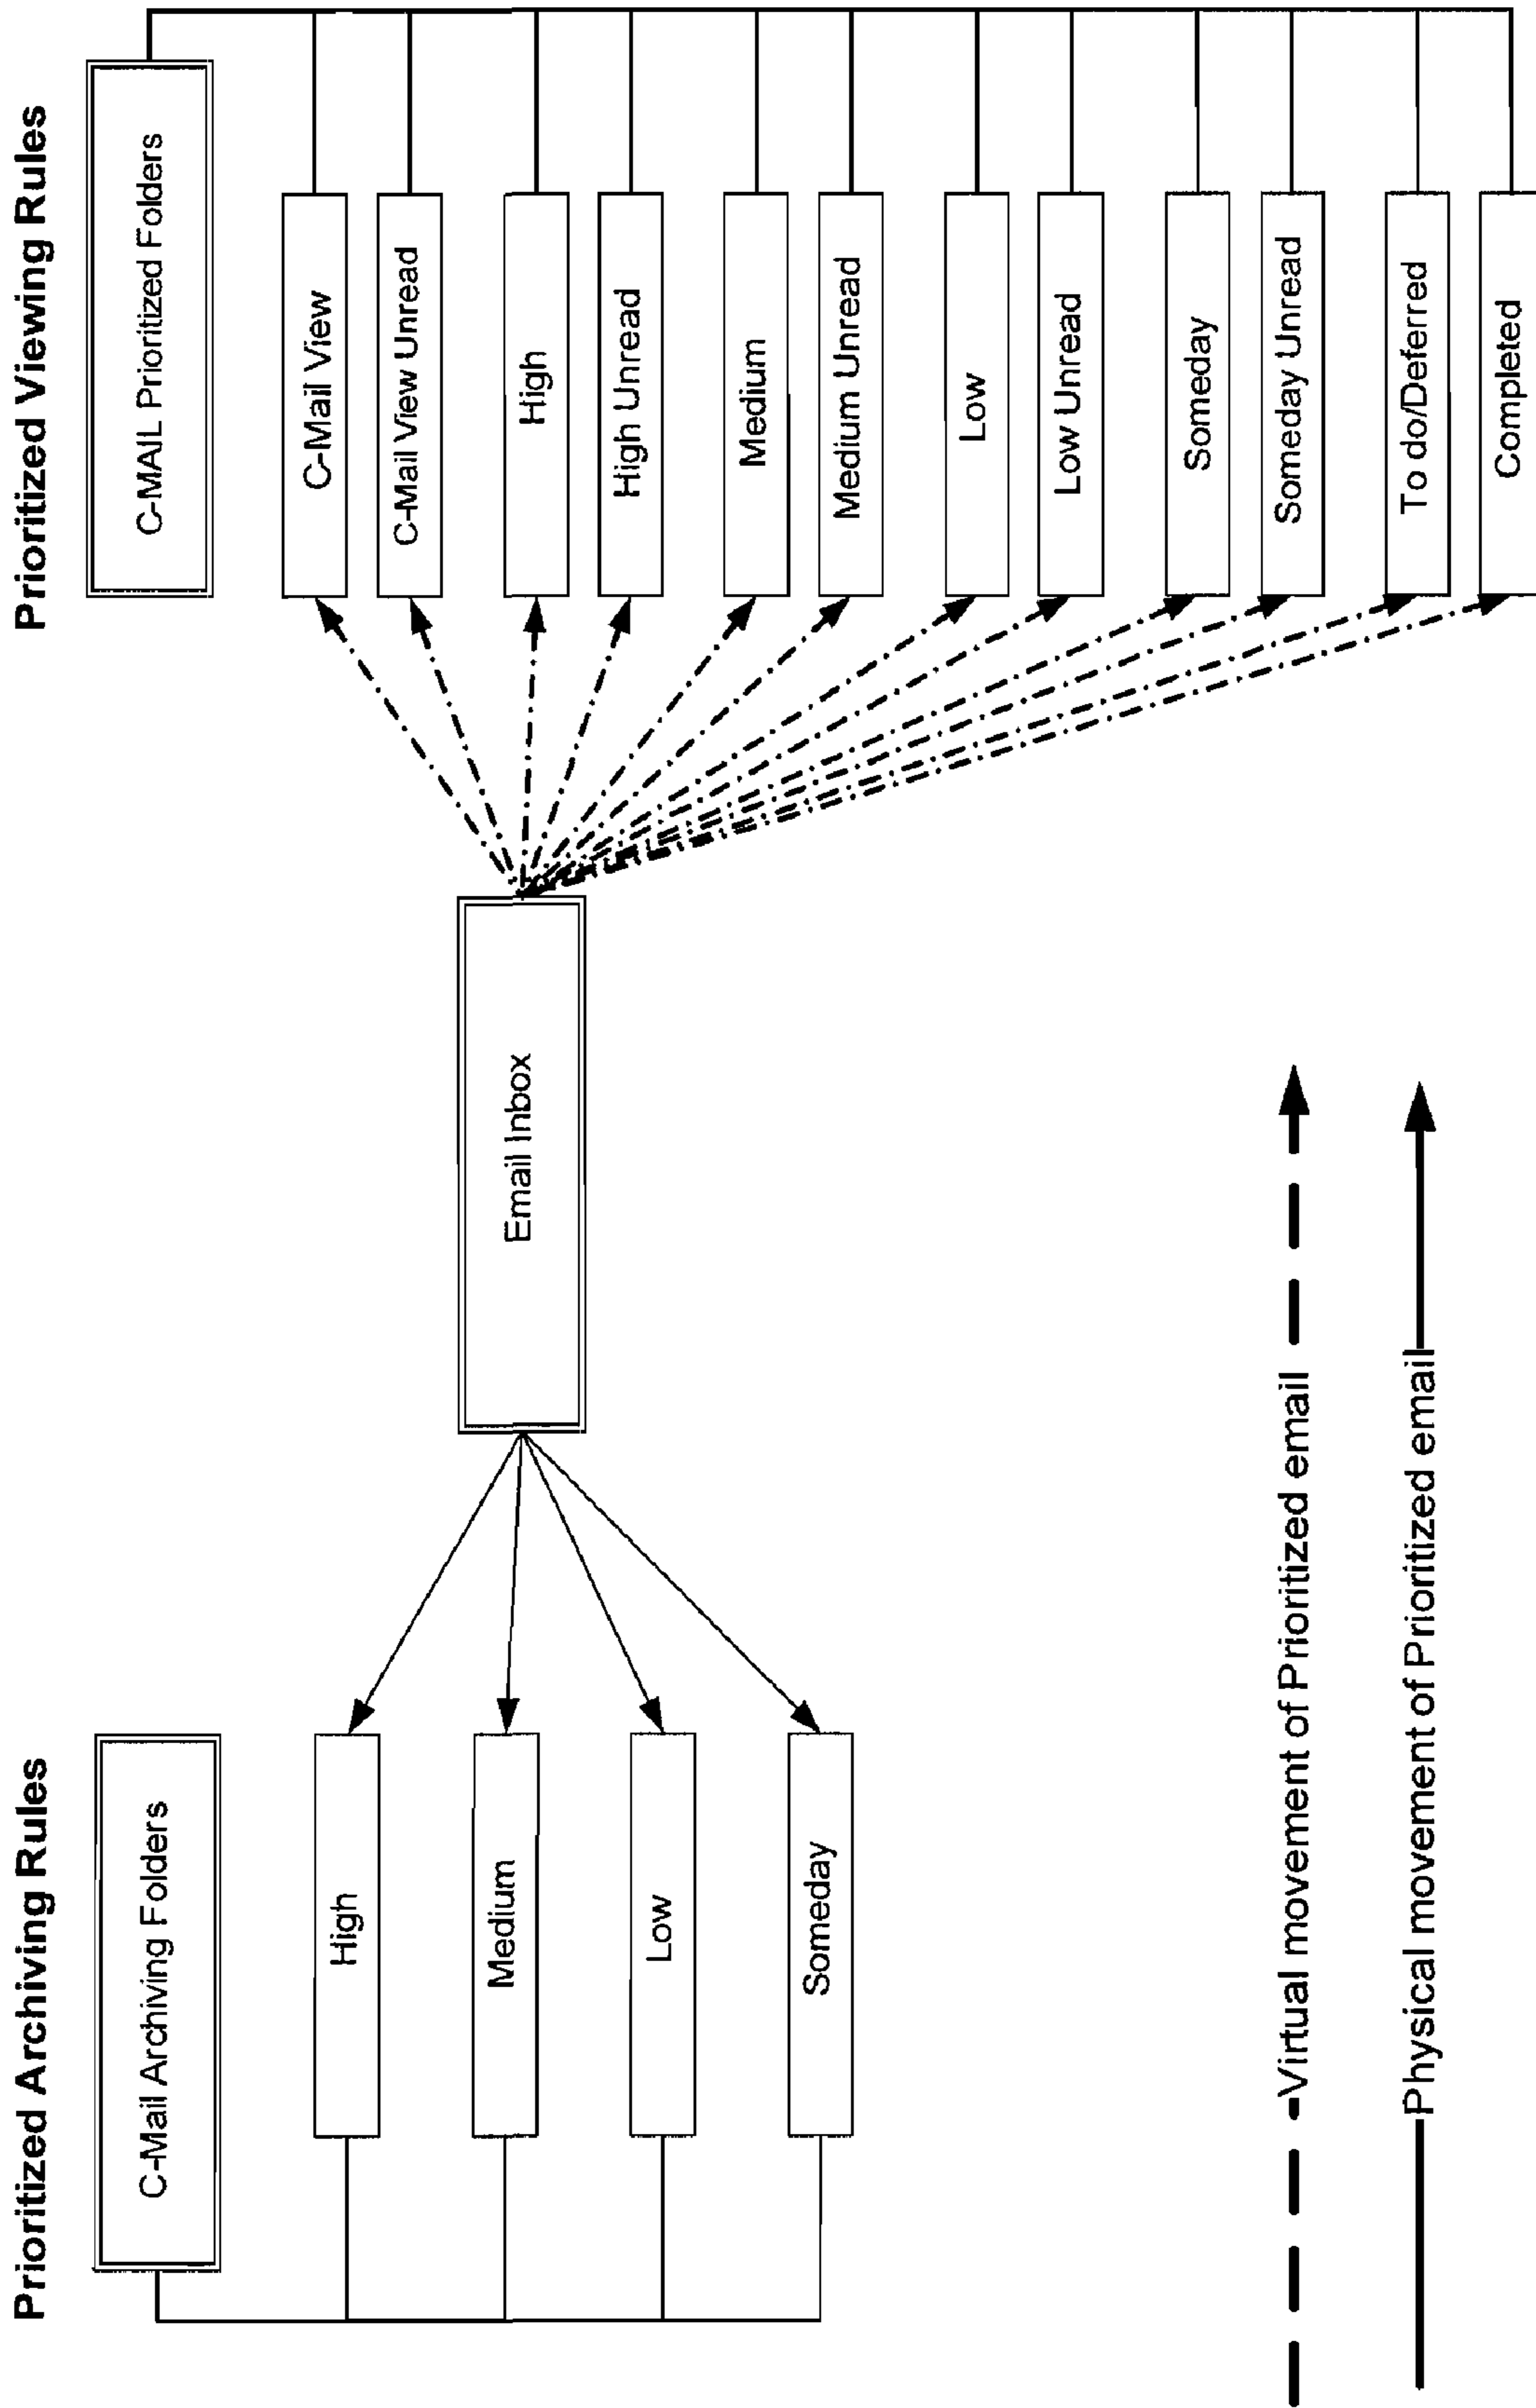 Prioritized Archiving Rules
Prioritized Viewing Rules
C-Mail Archiving Folders
High
Medium
Low
Someday
Email Inbox
C-MAIL Prioritized Folders
C-Mail View
C-Mail View Unread
High
High Unread
Medium
Medium Unread
Low
Low Unread
Someday
Someday Unread
To do/Deferred
Completed
Virtual movement of Prioritized email
Physical movement of Prioritized email